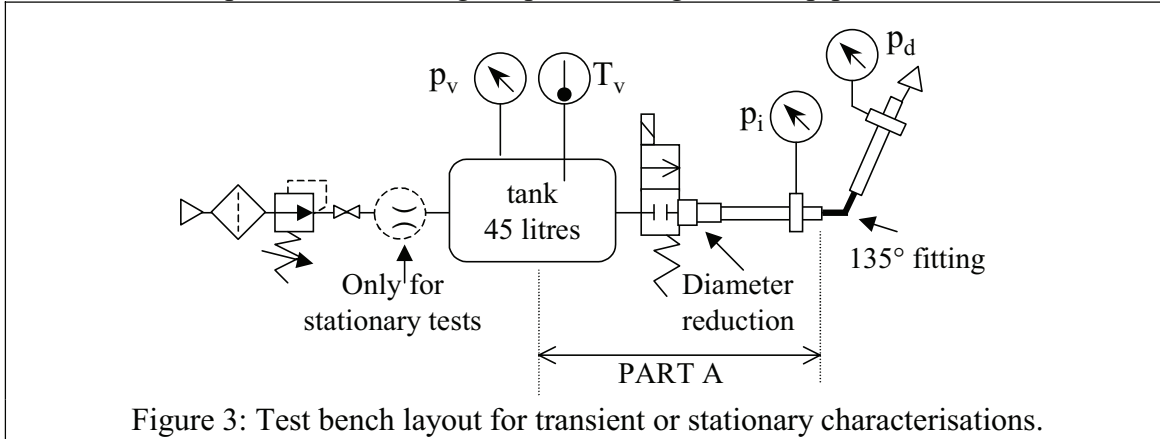 p_v
T_v
p_i
p_d
tank
45 litres
135° fitting
Only for
stationary tests
Diameter
reduction
PART A
Figure 3: Test bench layout for transient or stationary characterisations.